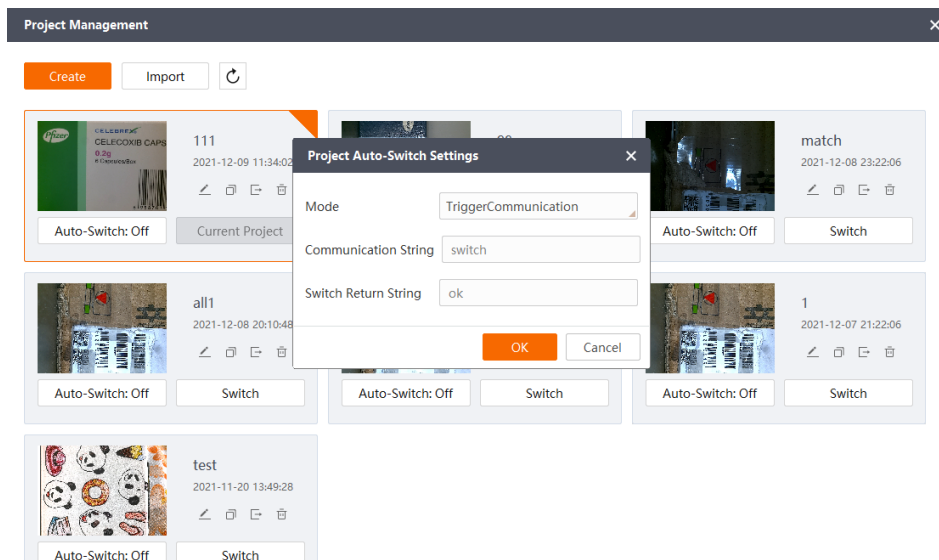 Project Management
Create
Import
Pfizer
CELEBREX
CELECOXIB CAPS
0.2g
6 Capsules/Box
111
2021-12-09 11:34:02
Auto-Switch: Off
Current Project
match
2021-12-08 23:22:06
Auto-Switch: Off
Switch
Project Auto-Switch Settings
Mode
TriggerCommunication
Communication String
switch
Switch Return String
ok
OK
Cancel
all1
2021-12-08 20:10:48
Auto-Switch: Off
Switch
Auto-Switch: Off
Switch
1
2021-12-07 21:22:06
Auto-Switch: Off
Switch
test
2021-11-20 13:49:28
Auto-Switch: Off
Switch